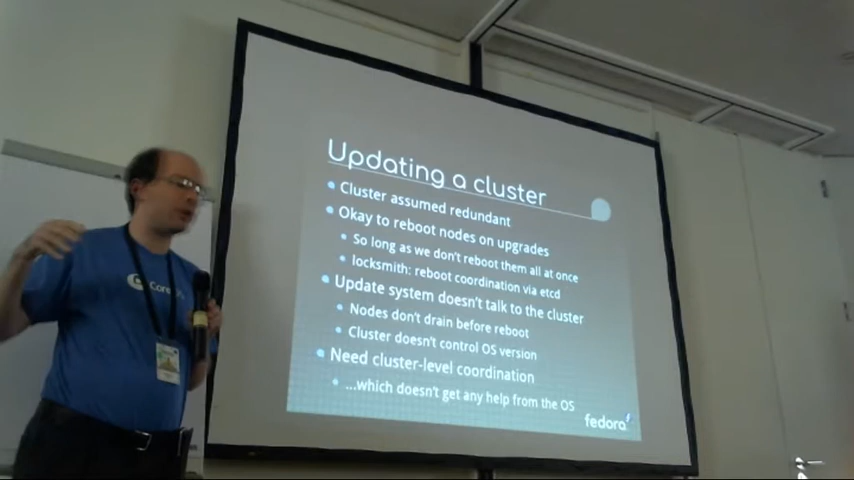 Updating a cluster
Cluster assumed redundant
Okay to reboot nodes on upgrades
So long as we don't reboot them all at once
locksmith: reboot coordination via etcd
Update system doesn't talk to the cluster
Nodes don't drain before reboot
Cluster doesn't control OS version
Need cluster-level coordination
...which doesn't get any help from the OS
fedora